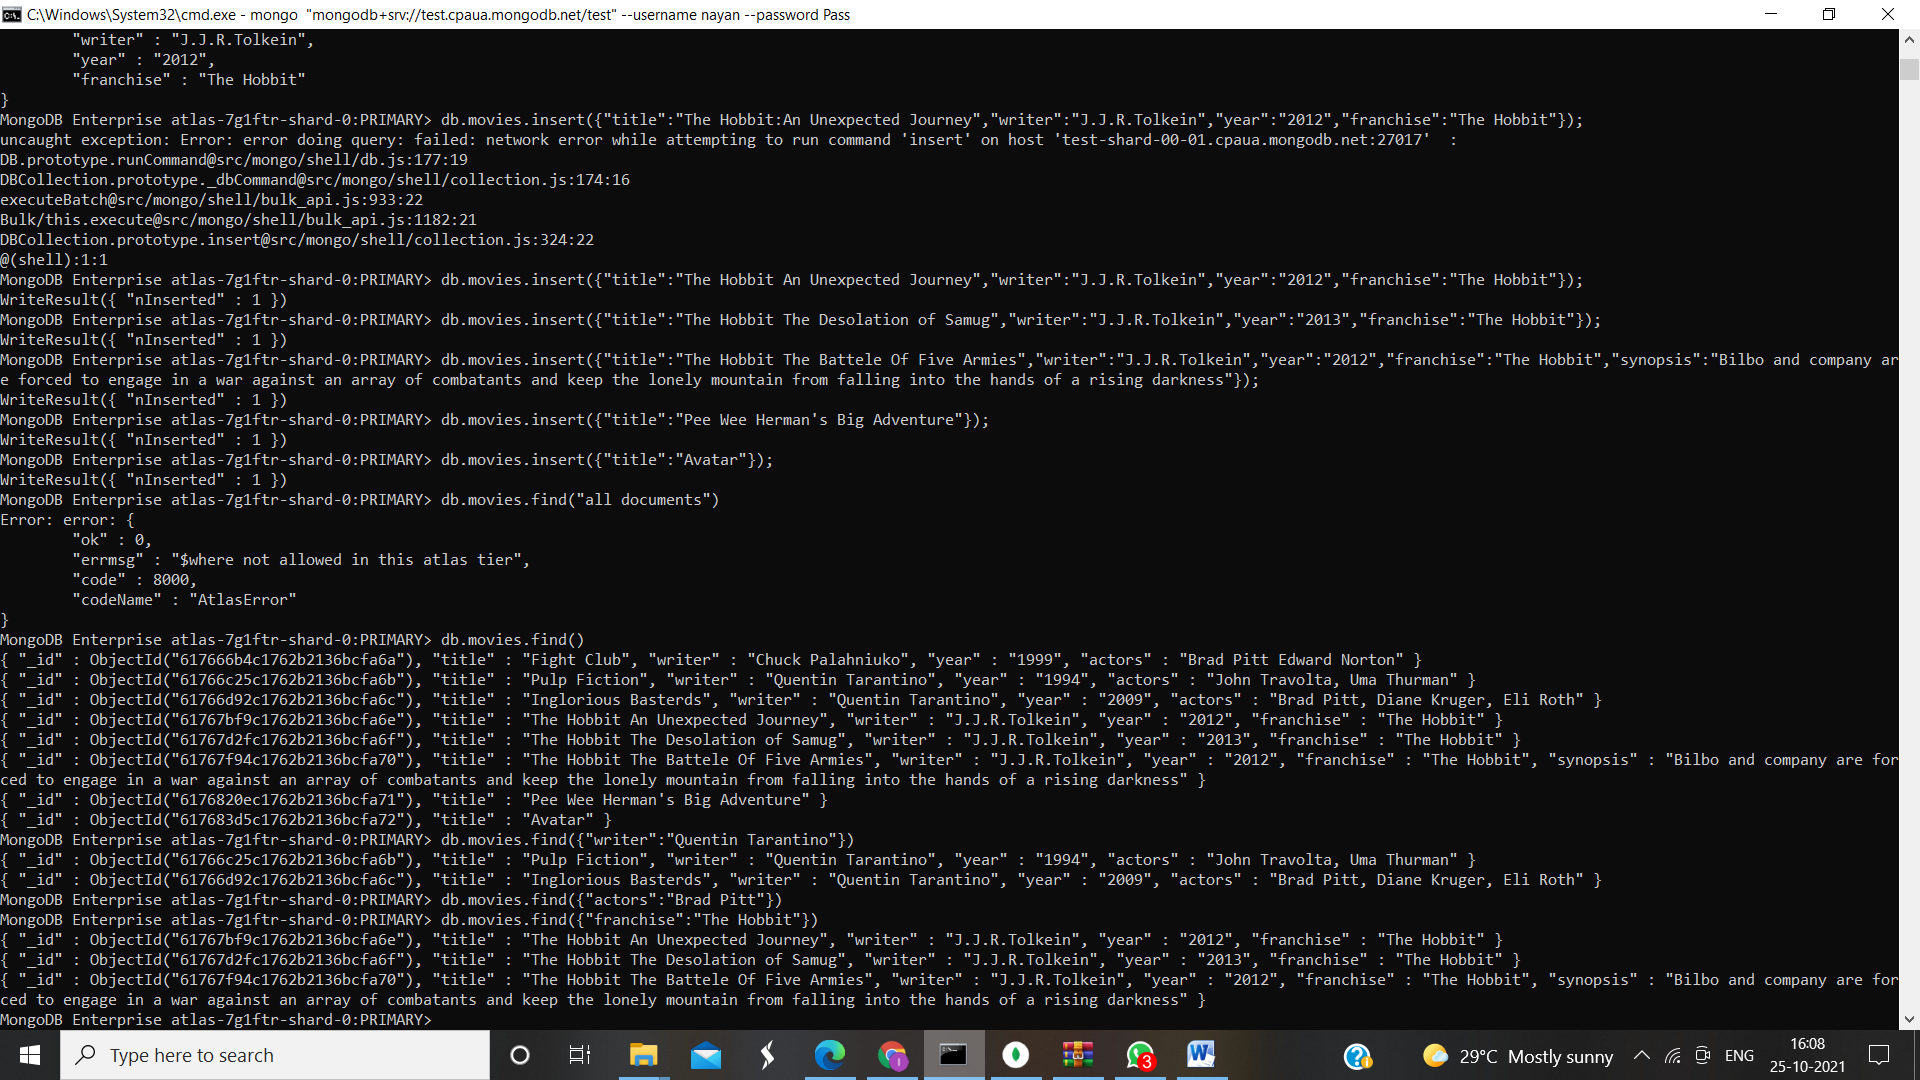 C:\Windows\System32\cmd.exe - mongo  "mongodb+srv://test.cpaua.mongodb.net/test" --username nayan --password Pass
        "writer" : "J.J.R.Tolkein",
        "year" : "2012",
        "franchise" : "The Hobbit"
}
MongoDB Enterprise atlas-7g1ftr-shard-0:PRIMARY> db.movies.insert({"title":"The Hobbit:An Unexpected Journey","writer":"J.J.R.Tolkein","year":"2012","franchise":"The Hobbit"});
uncaught exception: Error: error doing query: failed: network error while attempting to run command 'insert' on host 'test-shard-00-01.cpaua.mongodb.net:27017'  :
DB.prototype.runCommand@src/mongo/shell/db.js:177:19
DBCollection.prototype._dbCommand@src/mongo/shell/collection.js:174:16
executeBatch@src/mongo/shell/bulk_api.js:933:22
Bulk/this.execute@src/mongo/shell/bulk_api.js:1182:21
DBCollection.prototype.insert@src/mongo/shell/collection.js:324:22
@(shell):1:1
MongoDB Enterprise atlas-7g1ftr-shard-0:PRIMARY> db.movies.insert({"title":"The Hobbit An Unexpected Journey","writer":"J.J.R.Tolkein","year":"2012","franchise":"The Hobbit"});
WriteResult({ "nInserted" : 1 })
MongoDB Enterprise atlas-7g1ftr-shard-0:PRIMARY> db.movies.insert({"title":"The Hobbit The Desolation of Samug","writer":"J.J.R.Tolkein","year":"2013","franchise":"The Hobbit"});
WriteResult({ "nInserted" : 1 })
MongoDB Enterprise atlas-7g1ftr-shard-0:PRIMARY> db.movies.insert({"title":"The Hobbit The Battele Of Five Armies","writer":"J.J.R.Tolkein","year":"2012","franchise":"The Hobbit","synopsis":"Bilbo and company ar
e forced to engage in a war against an array of combatants and keep the lonely mountain from falling into the hands of a rising darkness"});
WriteResult({ "nInserted" : 1 })
MongoDB Enterprise atlas-7g1ftr-shard-0:PRIMARY> db.movies.insert({"title":"Pee Wee Herman's Big Adventure"});
WriteResult({ "nInserted" : 1 })
MongoDB Enterprise atlas-7g1ftr-shard-0:PRIMARY> db.movies.insert({"title":"Avatar"});
WriteResult({ "nInserted" : 1 })
MongoDB Enterprise atlas-7g1ftr-shard-0:PRIMARY> db.movies.find("all documents")
Error: error: {
        "ok" : 0,
        "errmsg" : "$where not allowed in this atlas tier",
        "code" : 8000,
        "codeName" : "AtlasError"
}
MongoDB Enterprise atlas-7g1ftr-shard-0:PRIMARY> db.movies.find()
{ "_id" : ObjectId("617666b4c1762b2136bcfa6a"), "title" : "Fight Club", "writer" : "Chuck Palahniuko", "year" : "1999", "actors" : "Brad Pitt Edward Norton" }
{ "_id" : ObjectId("61766c25c1762b2136bcfa6b"), "title" : "Pulp Fiction", "writer" : "Quentin Tarantino", "year" : "1994", "actors" : "John Travolta, Uma Thurman" }
{ "_id" : ObjectId("61766d92c1762b2136bcfa6c"), "title" : "Inglorious Basterds", "writer" : "Quentin Tarantino", "year" : "2009", "actors" : "Brad Pitt, Diane Kruger, Eli Roth" }
{ "_id" : ObjectId("61767bf9c1762b2136bcfa6e"), "title" : "The Hobbit An Unexpected Journey", "writer" : "J.J.R.Tolkein", "year" : "2012", "franchise" : "The Hobbit" }
{ "_id" : ObjectId("61767d2fc1762b2136bcfa6f"), "title" : "The Hobbit The Desolation of Samug", "writer" : "J.J.R.Tolkein", "year" : "2013", "franchise" : "The Hobbit" }
{ "_id" : ObjectId("61767f94c1762b2136bcfa70"), "title" : "The Hobbit The Battele Of Five Armies", "writer" : "J.J.R.Tolkein", "year" : "2012", "franchise" : "The Hobbit", "synopsis" : "Bilbo and company are for
ced to engage in a war against an array of combatants and keep the lonely mountain from falling into the hands of a rising darkness" }
{ "_id" : ObjectId("6176820ec1762b2136bcfa71"), "title" : "Pee Wee Herman's Big Adventure" }
{ "_id" : ObjectId("617683d5c1762b2136bcfa72"), "title" : "Avatar" }
MongoDB Enterprise atlas-7g1ftr-shard-0:PRIMARY> db.movies.find({"writer":"Quentin Tarantino"})
{ "_id" : ObjectId("61766c25c1762b2136bcfa6b"), "title" : "Pulp Fiction", "writer" : "Quentin Tarantino", "year" : "1994", "actors" : "John Travolta, Uma Thurman" }
{ "_id" : ObjectId("61766d92c1762b2136bcfa6c"), "title" : "Inglorious Basterds", "writer" : "Quentin Tarantino", "year" : "2009", "actors" : "Brad Pitt, Diane Kruger, Eli Roth" }
MongoDB Enterprise atlas-7g1ftr-shard-0:PRIMARY> db.movies.find({"actors":"Brad Pitt"})
MongoDB Enterprise atlas-7g1ftr-shard-0:PRIMARY> db.movies.find({"franchise":"The Hobbit"})
{ "_id" : ObjectId("61767bf9c1762b2136bcfa6e"), "title" : "The Hobbit An Unexpected Journey", "writer" : "J.J.R.Tolkein", "year" : "2012", "franchise" : "The Hobbit" }
{ "_id" : ObjectId("61767d2fc1762b2136bcfa6f"), "title" : "The Hobbit The Desolation of Samug", "writer" : "J.J.R.Tolkein", "year" : "2013", "franchise" : "The Hobbit" }
{ "_id" : ObjectId("61767f94c1762b2136bcfa70"), "title" : "The Hobbit The Battele Of Five Armies", "writer" : "J.J.R.Tolkein", "year" : "2012", "franchise" : "The Hobbit", "synopsis" : "Bilbo and company are for
ced to engage in a war against an array of combatants and keep the lonely mountain from falling into the hands of a rising darkness" }
MongoDB Enterprise atlas-7g1ftr-shard-0:PRIMARY>
Type here to search
3
29°C  Mostly sunny
ENG
16:08
25-10-2021